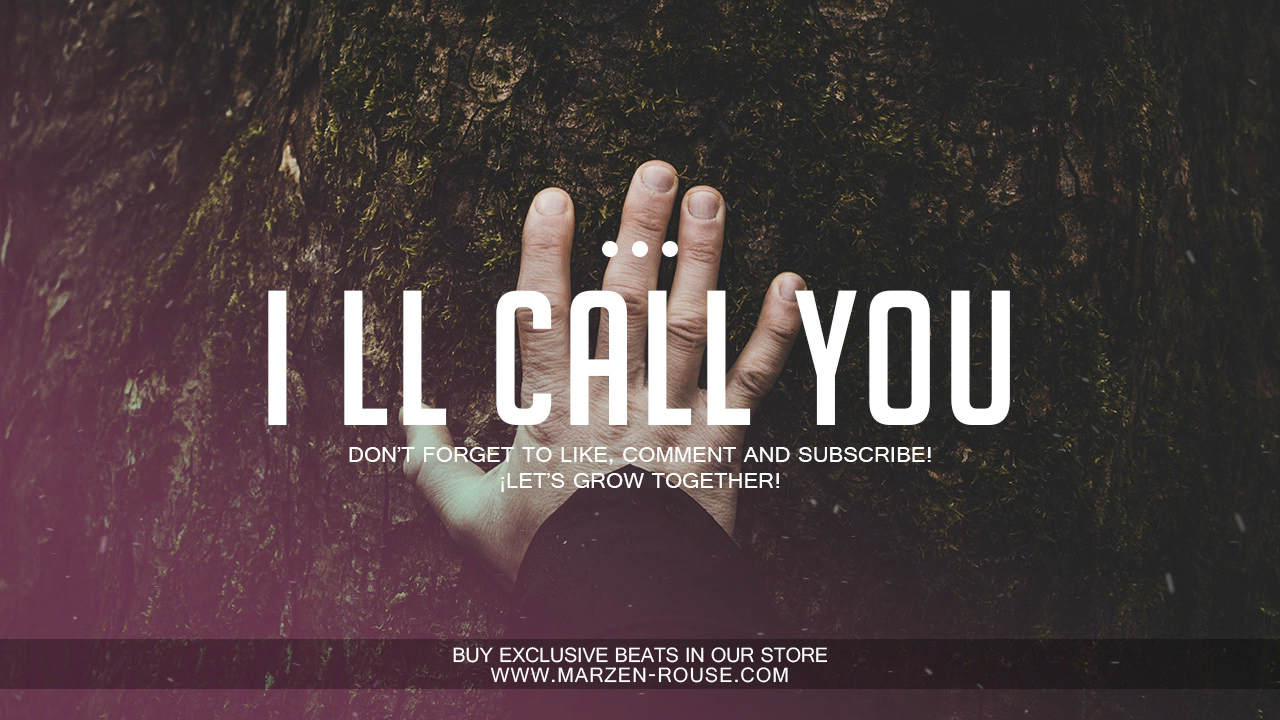 I LL CALL YOU
DON'T FORGET TO LIKE, COMMENT AND SUBSCRIBE!
¡LET'S GROW TOGETHER!
BUY EXCLUSIVE BEATS IN OUR STORE
WWW.MARZEN-ROUSE.COM